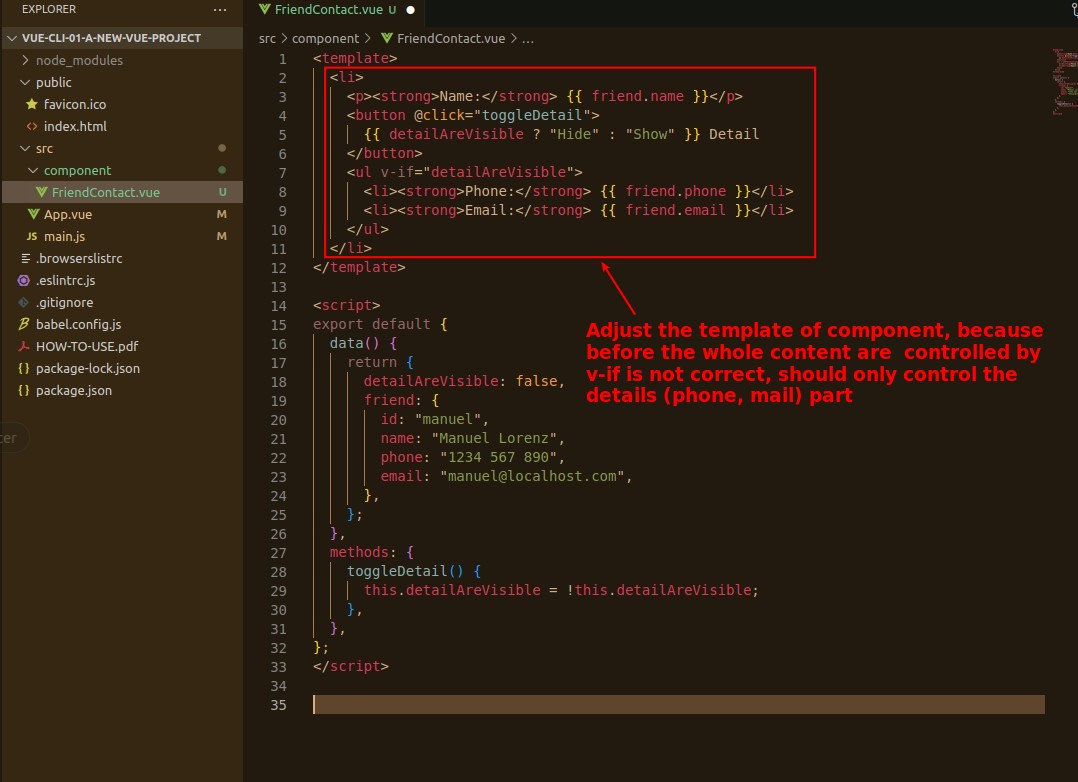 EXPLORER
VUE-CLI-01-A-NEW-VUE-PROJECT
node_modules
public
favicon.ico
index.html
src
component
FriendContact.vue U
App.vue M
main.js M
.browserslistrc
.eslintrc.js
.gitignore
babel.config.js
HOW-TO-USE.pdf
package-lock.json
package.json
FriendContact.vue U
src > component > FriendContact.vue > ...
1 <template>
2 <li>
3 <p><strong>Name:</strong> {{ friend.name }}</p>
4 <button @click="toggleDetail">
5 {{ detailAreVisible ? "Hide" : "Show" }} Detail
6 </button>
7 <ul v-if="detailAreVisible">
8 <li><strong>Phone:</strong> {{ friend.phone }}</li>
9 <li><strong>Email:</strong> {{ friend.email }}</li>
10 </ul>
11 </li>
12 </template>
13
14 <script>
15 export default {
16 data() {
17 return {
18 detailAreVisible: false,
19 friend: {
20 id: "manuel",
21 name: "Manuel Lorenz",
22 phone: "1234 567 890",
23 email: "manuel@localhost.com",
24 },
25 };
26 },
27 methods: {
28 toggleDetail() {
29 this.detailAreVisible = !this.detailAreVisible;
30 },
31 },
32 };
33 </script>
34
35
Adjust the template of component, because
before the whole content are controlled by
v-if is not correct, should only control the
details (phone, mail) part